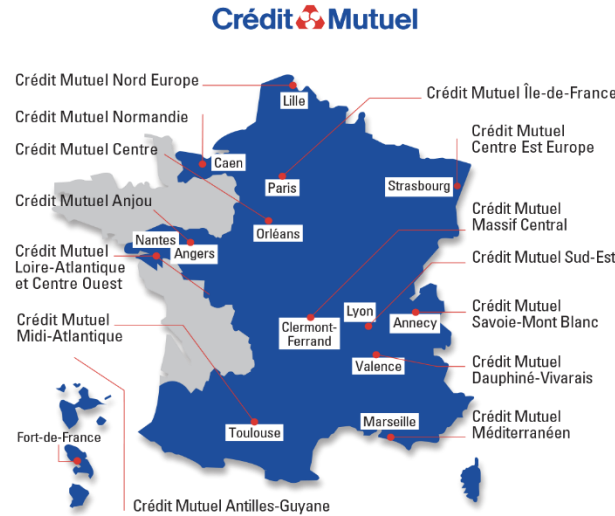 Crédit Mutuel
Crédit Mutuel Nord Europe
Lille
Crédit Mutuel Île-de-France
Crédit Mutuel Normandie
Crédit Mutuel
Centre Est Europe
Crédit Mutuel Centre
Caen
Paris
Strasbourg
Crédit Mutuel Anjou
Crédit Mutuel
Massif Central
Orléans
Nantes
Angers
Crédit Mutuel
Loire-Atlantique
et Centre Ouest
Crédit Mutuel Sud-Est
Crédit Mutuel
Midi-Atlantique
Clermont-
Ferrand
Lyon
Annecy
Crédit Mutuel
Savoie-Mont Blanc
Valence
Crédit Mutuel
Dauphiné-Vivarais
Toulouse
Marseille
Crédit Mutuel
Méditerranéen
Fort-de-France
Crédit Mutuel Antilles-Guyane